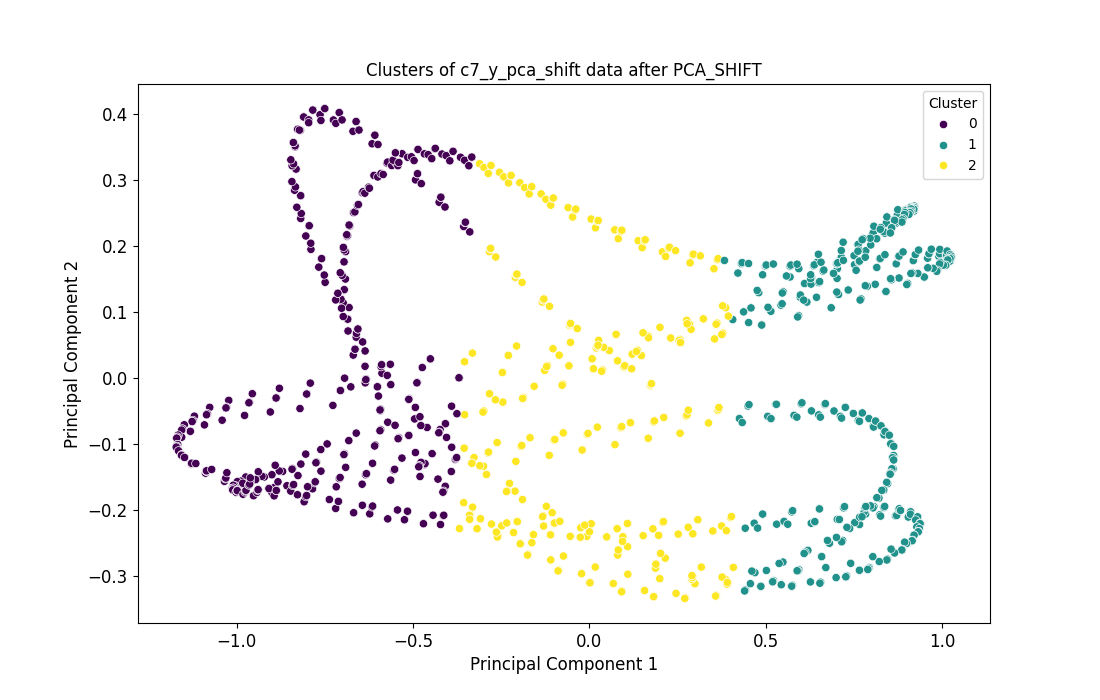 Clusters of c7_y_pca_shift data after PCA_SHIFT
Cluster
0
1
2
0.4
0.3
0.2
0.1
0.0
−0.1
−0.2
−0.3
Principal Component 2
−1.0 −0.5 0.0 0.5 1.0
Principal Component 1